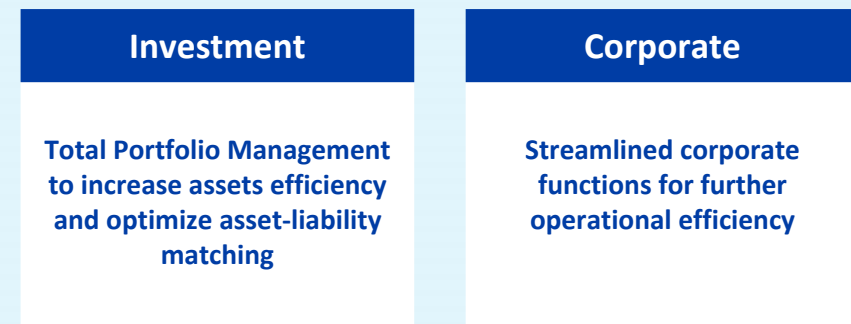 Investment
Total Portfolio Management
to increase assets efficiency
and optimize asset-liability
matching
Corporate
Streamlined corporate
functions for further
operational efficiency